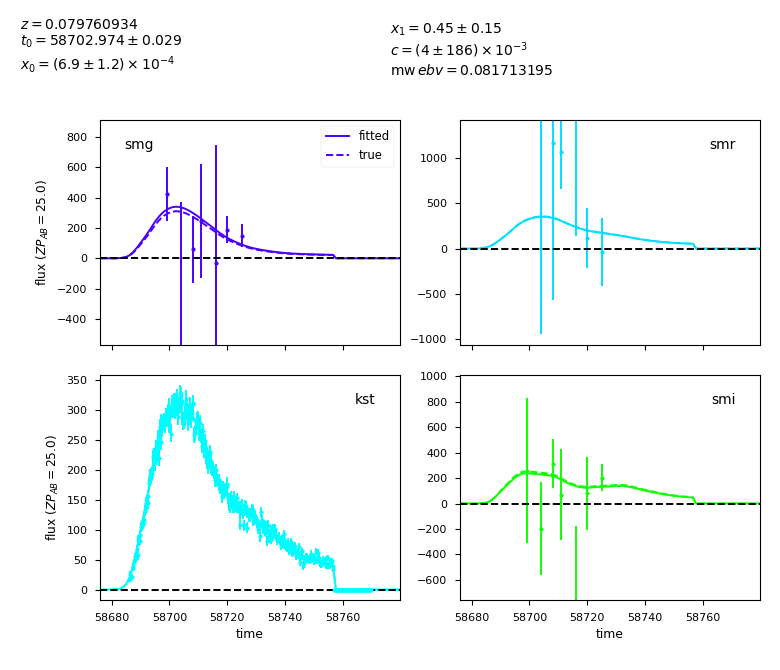 z = 0.079760934
t₀ = 58702.974 ± 0.029
x₀ = (6.9 ± 1.2) × 10⁻⁴
x₁ = 0.45 ± 0.15
c = (4 ± 186) × 10⁻³
mw ebv = 0.081713195
smg
fitted
true
800
600
400
200
0
−200
−400
flux (ZP_AB = 25.0)
smr
1000
500
0
−500
−1000
kst
350
300
250
200
150
100
50
0
flux (ZP_AB = 25.0)
58680 58700 58720 58740 58760
time
smi
1000
800
600
400
200
0
−200
−400
−600
58680 58700 58720 58740 58760
time